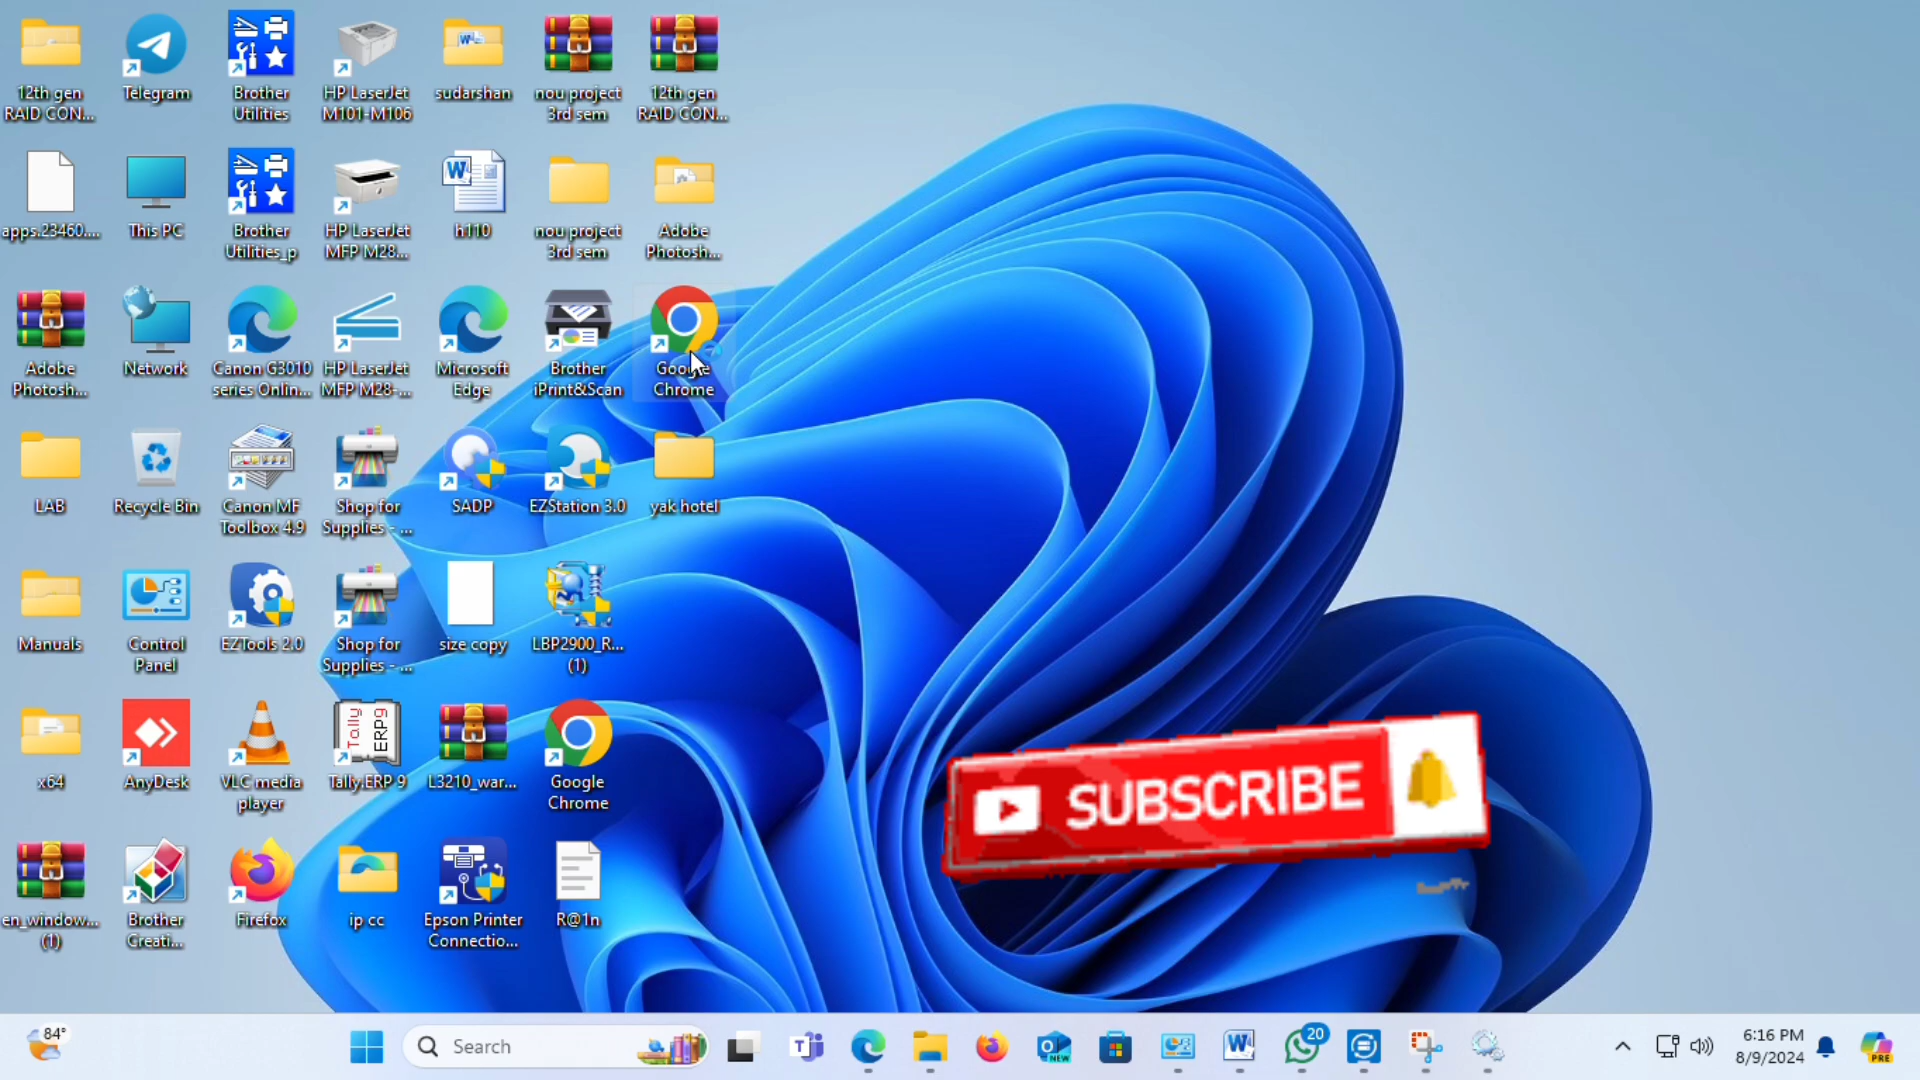 12th gen
RAID CON...
Telegram
Brother
Utilities
HP LaserJet
M101-M106
sudarshan
nou project
3rd sem
12th gen
RAID CON...
apps.23460....
This PC
Brother
Utilities_p
HP LaserJet
MFP M28...
h110
nou project
3rd sem
Adobe
Photosh...
Adobe
Photosh...
Network
Canon G3010
series Onlin...
HP LaserJet
MFP M28-...
Microsoft
Edge
Brother
iPrint&Scan
Google
Chrome
LAB
Recycle Bin
Canon MF
Toolbox 4.9
Shop for
Supplies - ...
SADP
EZStation 3.0
yak hotel
Manuals
Control
Panel
EZTools 2.0
Shop for
Supplies - ...
size copy
LBP2900_R...
(1)
x64
AnyDesk
VLC media
player
Tally
ERP9
Tally.ERP 9
L3210_war...
Google
Chrome
SUBSCRIBE
en_window...
(1)
Brother
Creati...
Firefox
ip cc
Epson Printer
Connectio...
R@1n
84°
Search
NEW
20
6:16 PM
8/9/2024
PRE